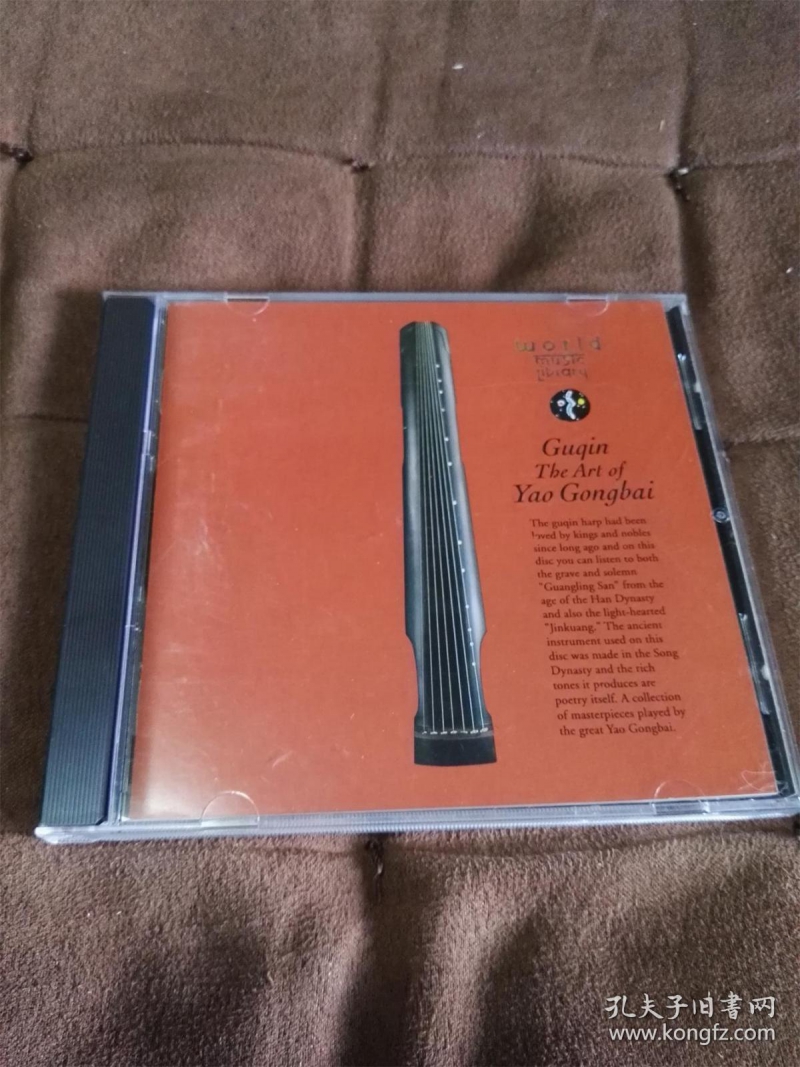 world
music
library
Guqin
The Art of
Yao Gongbai
The guqin harp had been
loved by kings and nobles
since long ago and on this
disc you can listen to both
the grave and solemn
"Guangling San" from the
age of the Han Dynasty
and also the light-hearted
"Jinkuang." The ancient
instrument used on this
disc was made in the Song
Dynasty and the rich
tones it produces are
poetry itself. A collection
of masterpieces played by
the great Yao Gongbai.
孔夫子旧書网
www.kongfz.com